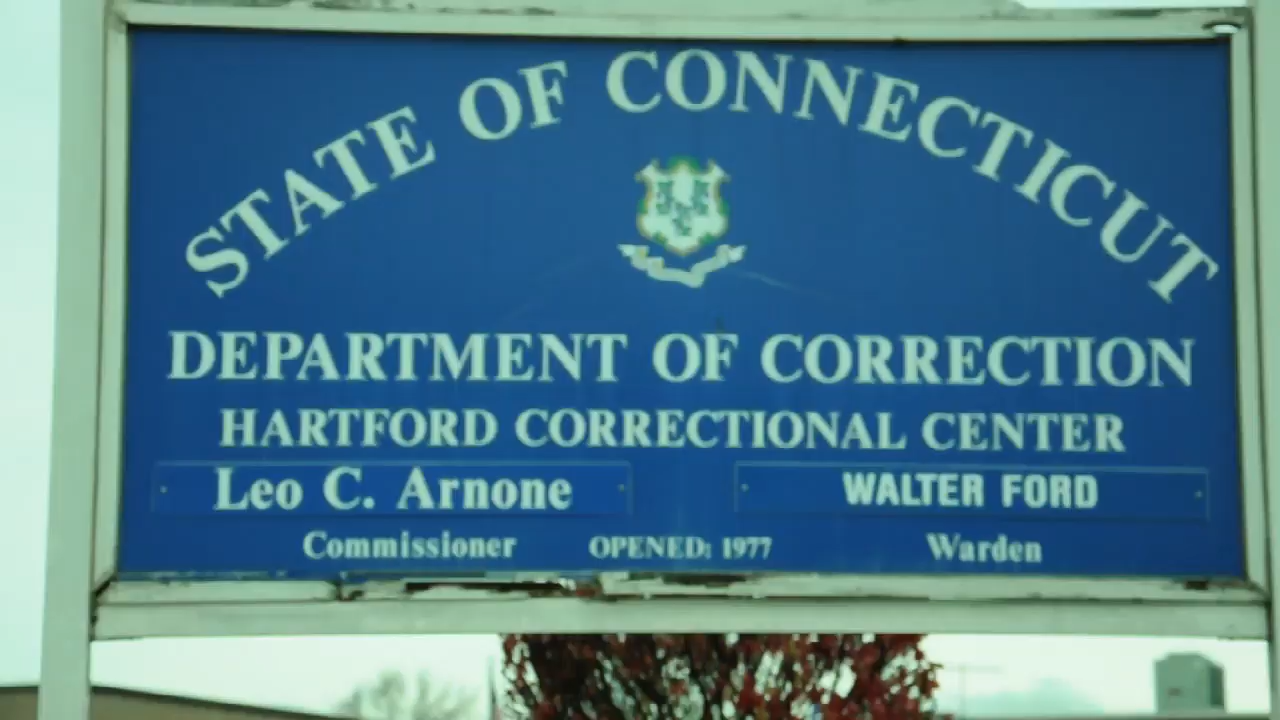 STATE OF CONNECTICUT
DEPARTMENT OF CORRECTION
HARTFORD CORRECTIONAL CENTER
Leo C. Arnone WALTER FORD
Commissioner OPENED: 1977 Warden